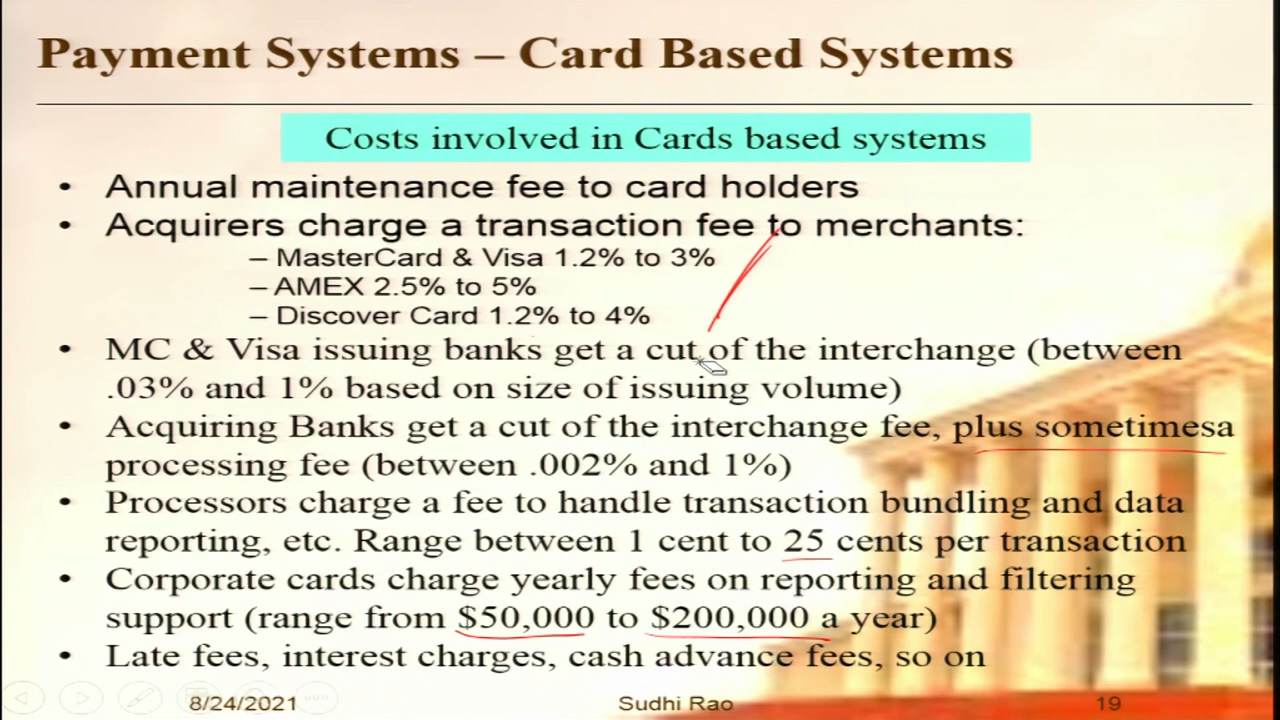 Payment Systems – Card Based Systems
Costs involved in Cards based systems
• Annual maintenance fee to card holders
• Acquirers charge a transaction fee to merchants:
– MasterCard & Visa 1.2% to 3%
– AMEX 2.5% to 5%
– Discover Card 1.2% to 4%
• MC & Visa issuing banks get a cut of the interchange (between
.03% and 1% based on size of issuing volume)
• Acquiring Banks get a cut of the interchange fee, plus sometimesa
processing fee (between .002% and 1%)
• Processors charge a fee to handle transaction bundling and data
reporting, etc. Range between 1 cent to 25 cents per transaction
• Corporate cards charge yearly fees on reporting and filtering
support (range from $50,000 to $200,000 a year)
• Late fees, interest charges, cash advance fees, so on
8/24/2021 Sudhi Rao 19